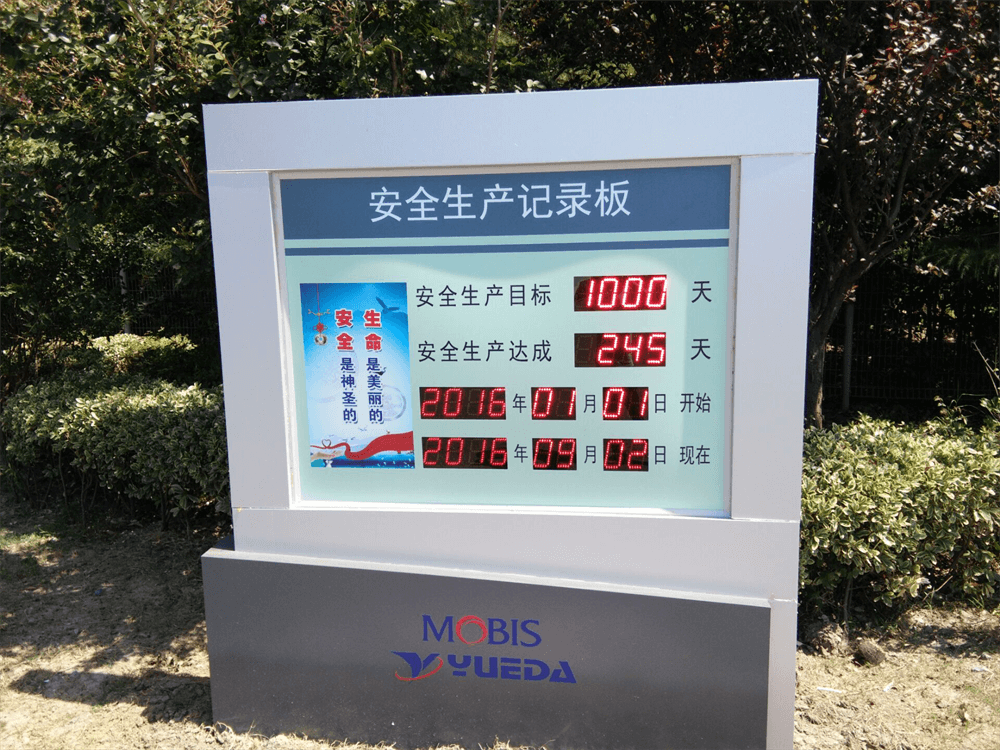 安全生产记录板
生命是美丽的
安全是神圣的
安全生产目标 1000 天
安全生产达成 245 天
2016 年 01 月 01 日 开始
2016 年 09 月 02 日 现在
MOBIS
YUEDA